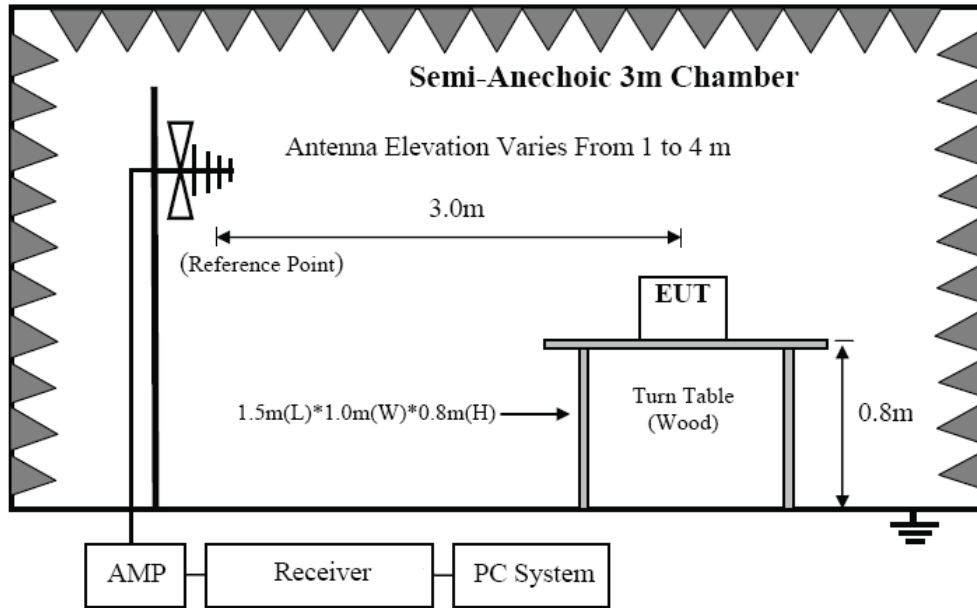 Semi-Anechoic 3m Chamber
Antenna Elevation Varies From 1 to 4 m
3.0m
(Reference Point)
EUT
1.5m(L)*1.0m(W)*0.8m(H)
Turn Table
(Wood)
0.8m
AMP
Receiver
PC System